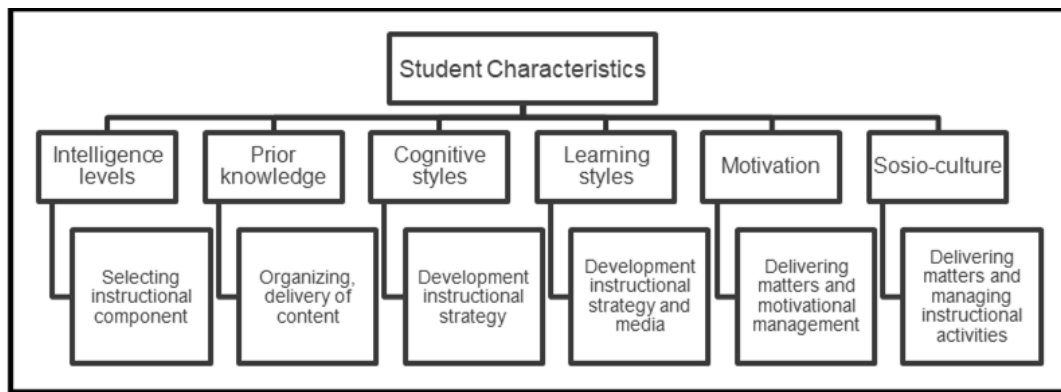 Student Characteristics
Intelligence
levels
Prior
knowledge
Cognitive
styles
Learning
styles
Motivation
Sosio-culture
Selecting
instructional
component
Organizing,
delivery of
content
Development
instructional
strategy
Development
instructional
strategy and
media
Delivering
matters and
motivational
management
Delivering
matters and
managing
instructional
activities